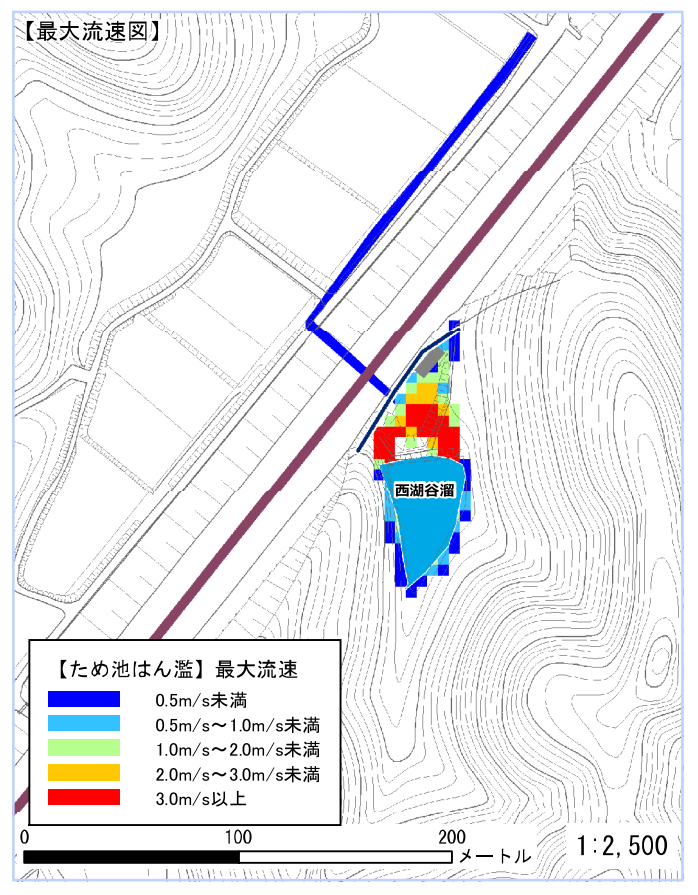 【最大流速図】
西湖谷溜
【ため池はん濫】最大流速
0.5m/s未満
0.5m/s～1.0m/s未満
1.0m/s～2.0m/s未満
2.0m/s～3.0m/s未満
3.0m/s以上
0 100 200
メートル
1:2,500